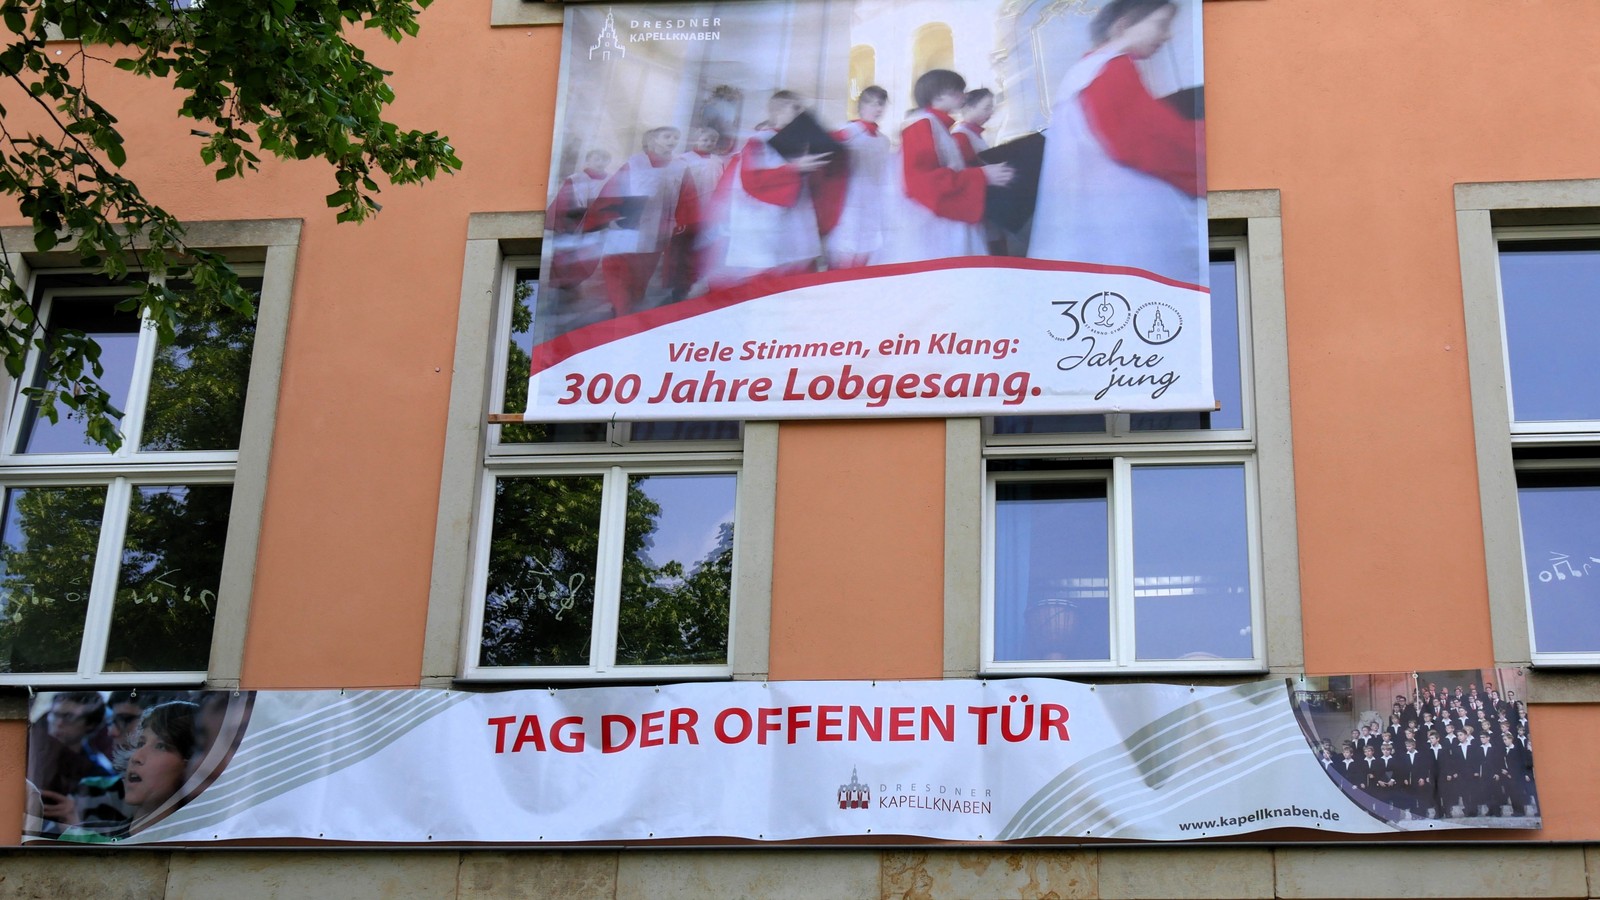 DRESDNER
KAPELLKNABEN
Viele Stimmen, ein Klang:
300 Jahre Lobgesang.
300
Jahre
jung
TAG DER OFFENEN TÜR
DRESDNER
KAPELLKNABEN
www.kapellknaben.de